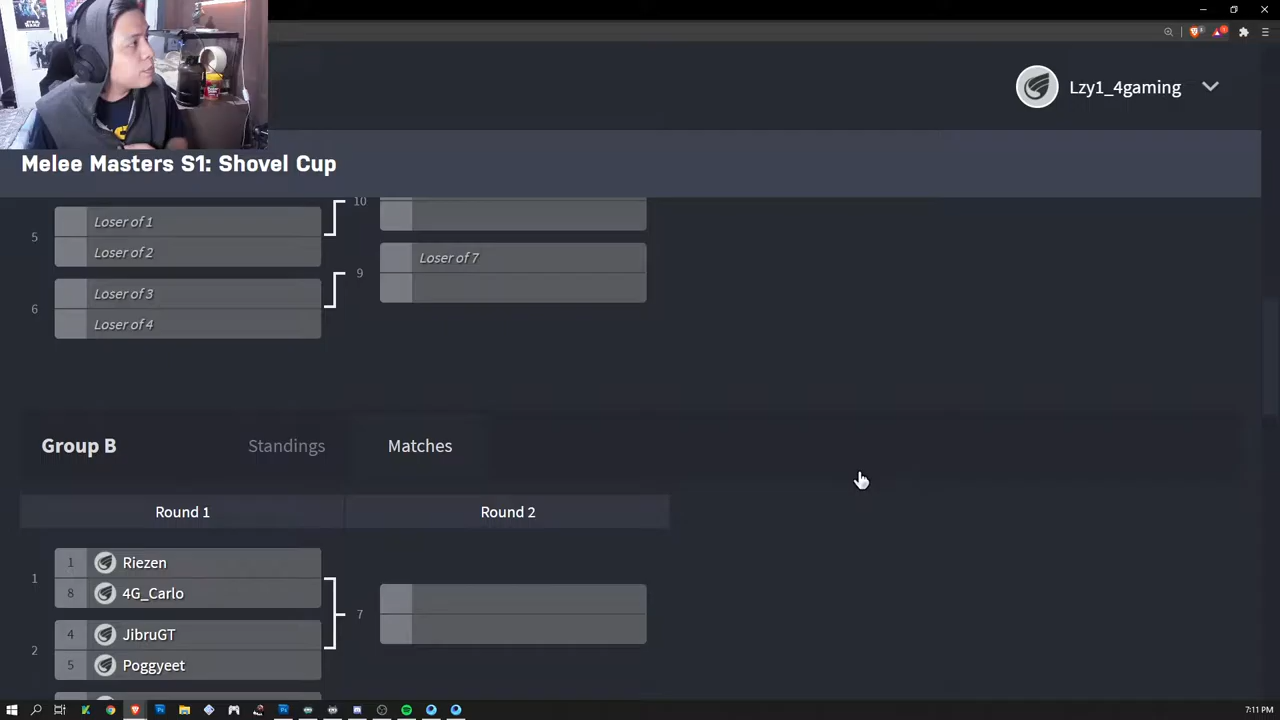 Lzy1_4gaming
Melee Masters S1: Shovel Cup
5
Loser of 1
Loser of 2
6
Loser of 3
Loser of 4
10
9
Loser of 7
Group B
Standings
Matches
Round 1
Round 2
1
1 Riezen
8 4G_Carlo
2
4 JibruGT
5 Poggyeet
7
7:11 PM